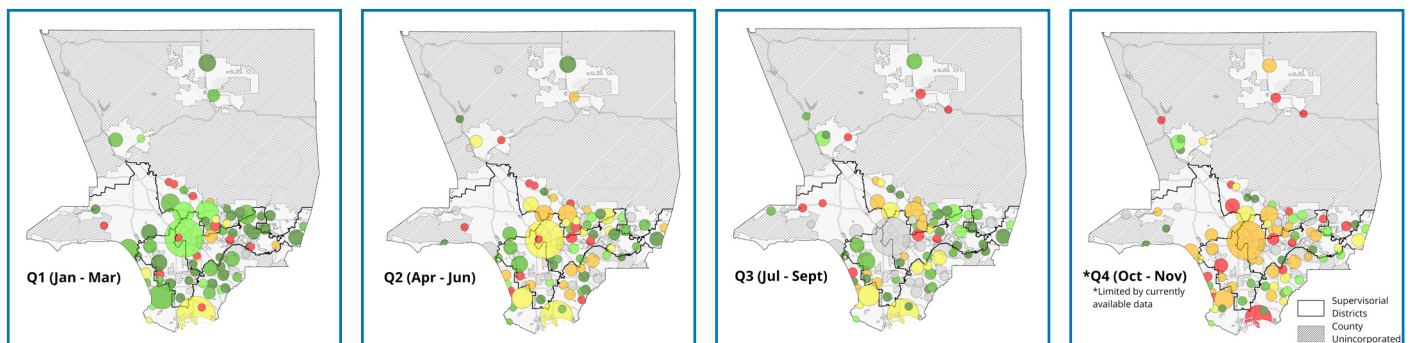 Q1 (Jan - Mar)
Q2 (Apr - Jun)
Q3 (Jul - Sept)
*Q4 (Oct - Nov)
*Limited by currently
available data
Supervisorial
Districts
County
Unincorporated